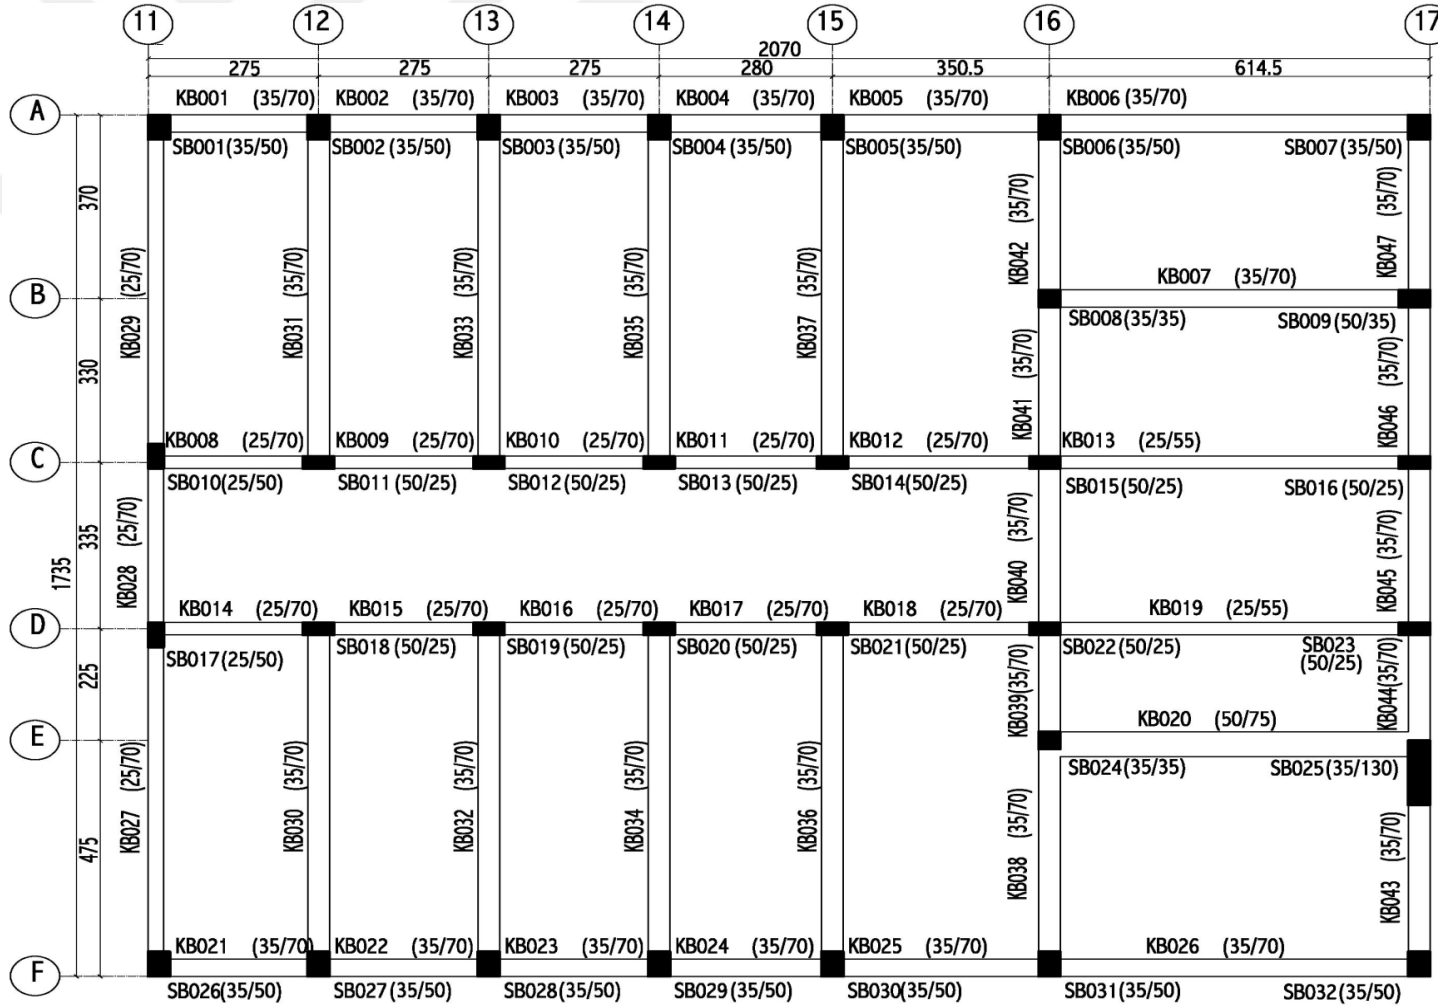 11 12 13 14 15 16 17
2070
275 275 275 280 350.5 614.5
KB001 (35/70) KB002 (35/70) KB003 (35/70) KB004 (35/70) KB005 (35/70) KB006 (35/70)
A
SB001(35/50) SB002 (35/50) SB003 (35/50) SB004 (35/50) SB005(35/50) SB006 (35/50) SB007 (35/50)
370
KB042 (35/70)
KB047 (35/70)
KB029 (25/70)
KB031 (35/70)
KB033 (35/70)
KB035 (35/70)
KB037 (35/70)
KB007 (35/70)
B
SB008 (35/35) SB009 (50/35)
330
KB041 (35/70)
KB046 (35/70)
KB008 (25/70) KB009 (25/70) KB010 (25/70) KB011 (25/70) KB012 (25/70) KB013 (25/55)
C
SB010(25/50) SB011 (50/25) SB012 (50/25) SB013 (50/25) SB014(50/25) SB015 (50/25) SB016 (50/25)
335
1735
KB028 (25/70)
KB040 (35/70)
KB045 (35/70)
KB014 (25/70) KB015 (25/70) KB016 (25/70) KB017 (25/70) KB018 (25/70) KB019 (25/55)
D
SB017(25/50) SB018 (50/25) SB019 (50/25) SB020 (50/25) SB021(50/25) SB022 (50/25) SB023
(50/25)
225
KB039(35/70)
KB044(35/70)
KB020 (50/75)
E
SB024 (35/35) SB025 (35/130)
475
KB027 (25/70)
KB030 (35/70)
KB032 (35/70)
KB034 (35/70)
KB036 (35/70)
KB038 (35/70)
KB043 (35/70)
KB021 (35/70) KB022 (35/70) KB023 (35/70) KB024 (35/70) KB025 (35/70) KB026 (35/70)
F
SB026(35/50) SB027 (35/50) SB028 (35/50) SB029 (35/50) SB030(35/50) SB031 (35/50) SB032 (35/50)